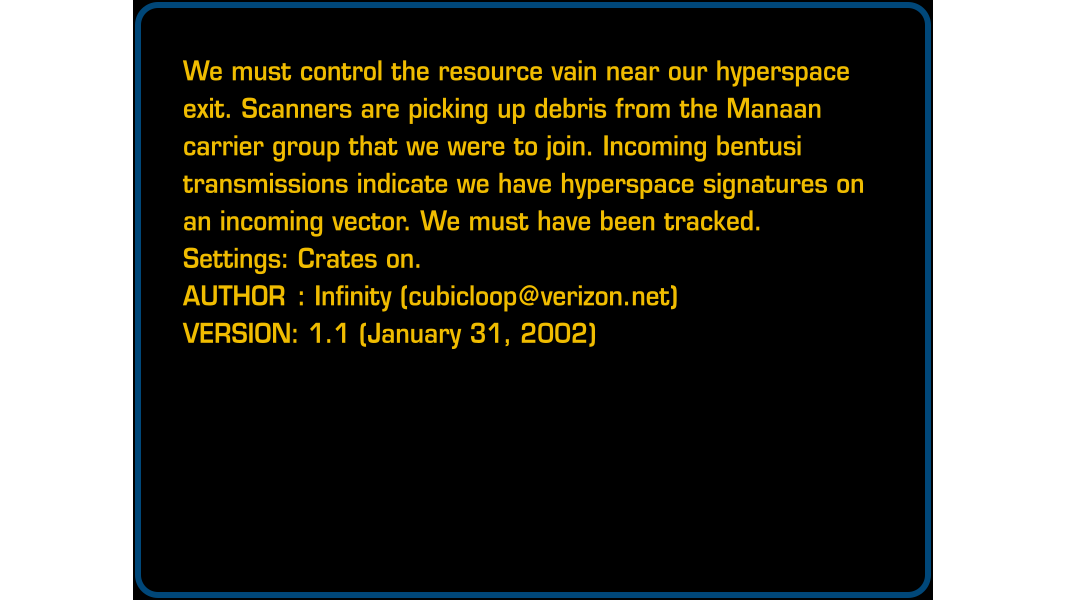 We must control the resource vain near our hyperspace
exit. Scanners are picking up debris from the Manaan
carrier group that we were to join. Incoming bentusi
transmissions indicate we have hyperspace signatures on
an incoming vector. We must have been tracked.
Settings: Crates on.
AUTHOR : Infinity (cubicloop@verizon.net)
VERSION: 1.1 (January 31, 2002)